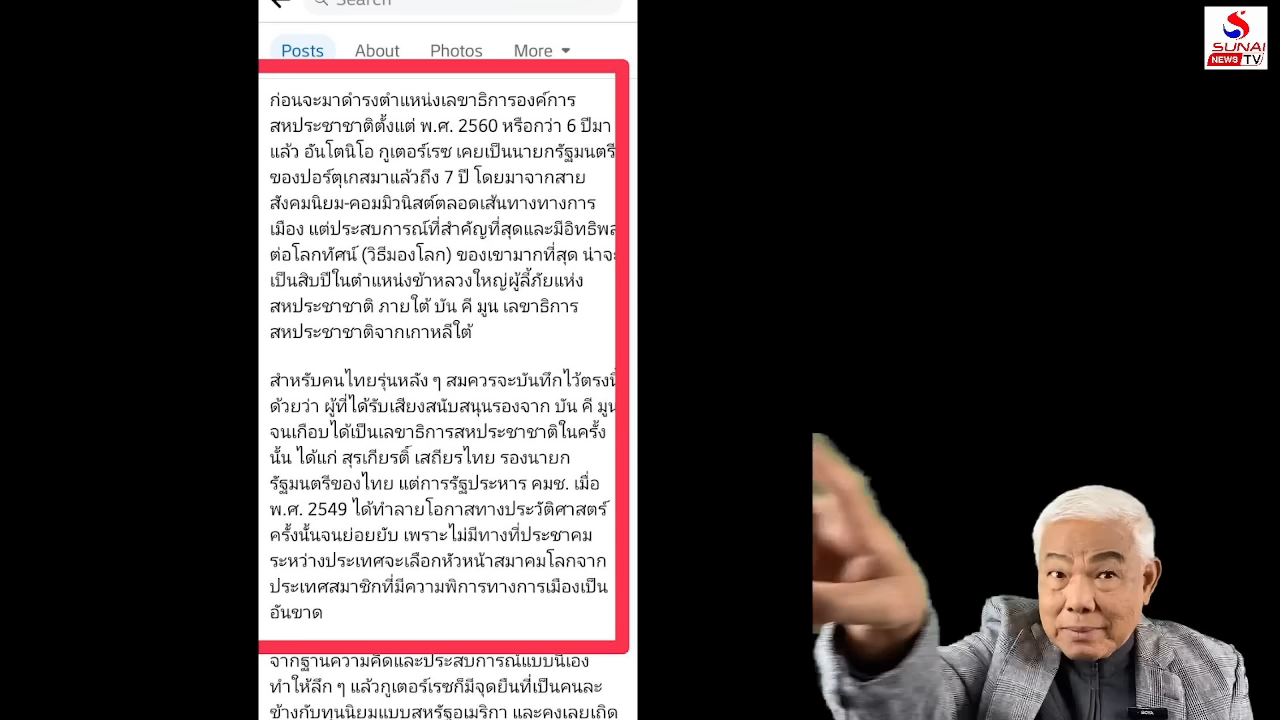 Search
SUNAI
NEWS TV
Posts About Photos More
ก่อนจะมาดำรงตำแหน่งเลขาธิการองค์การ
สหประชาชาติตั้งแต่ พ.ศ. 2560 หรือกว่า 6 ปีมา
แล้ว อันโตนิโอ กูเตอร์เรซ เคยเป็นนายกรัฐมนตรี
ของปอร์ตุเกสมาแล้วถึง 7 ปี โดยมาจากสาย
สังคมนิยม-คอมมิวนิสต์ตลอดเส้นทางทางการ
เมือง แต่ประสบการณ์ที่สำคัญที่สุดและมีอิทธิพล
ต่อโลกทัศน์ (วิธีมองโลก) ของเขามากที่สุด น่าจะ
เป็นสิบปีในตำแหน่งข้าหลวงใหญ่ผู้ลี้ภัยแห่ง
สหประชาชาติ ภายใต้ บัน คี มูน เลขาธิการ
สหประชาชาติจากเกาหลีใต้
สำหรับคนไทยรุ่นหลัง ๆ สมควรจะบันทึกไว้ตรงนี้
ด้วยว่า ผู้ที่ได้รับเสียงสนับสนุนรองจาก บัน คี มูน
จนเกือบได้เป็นเลขาธิการสหประชาชาติในครั้ง
นั้น ได้แก่ สุรเกียรติ์ เสถียรไทย รองนายก
รัฐมนตรีของไทย แต่การรัฐประหาร คมช. เมื่อ
พ.ศ. 2549 ได้ทำลายโอกาสทางประวัติศาสตร์
ครั้งนั้นจนย่อยยับ เพราะไม่มีทางที่ประชาคม
ระหว่างประเทศจะเลือกหัวหน้าสมาคมโลกจาก
ประเทศสมาชิกที่มีความพิการทางการเมืองเป็น
อันขาด
จากฐานความคิดและประสบการณ์แบบนี้เอง
ทำให้ลึก ๆ แล้วกูเตอร์เรซก็มีจุดยืนที่เป็นคนละ
ข้างกับทุนนิยมแบบสหรัฐอเมริกา และคงเลยเถิด
BOYA